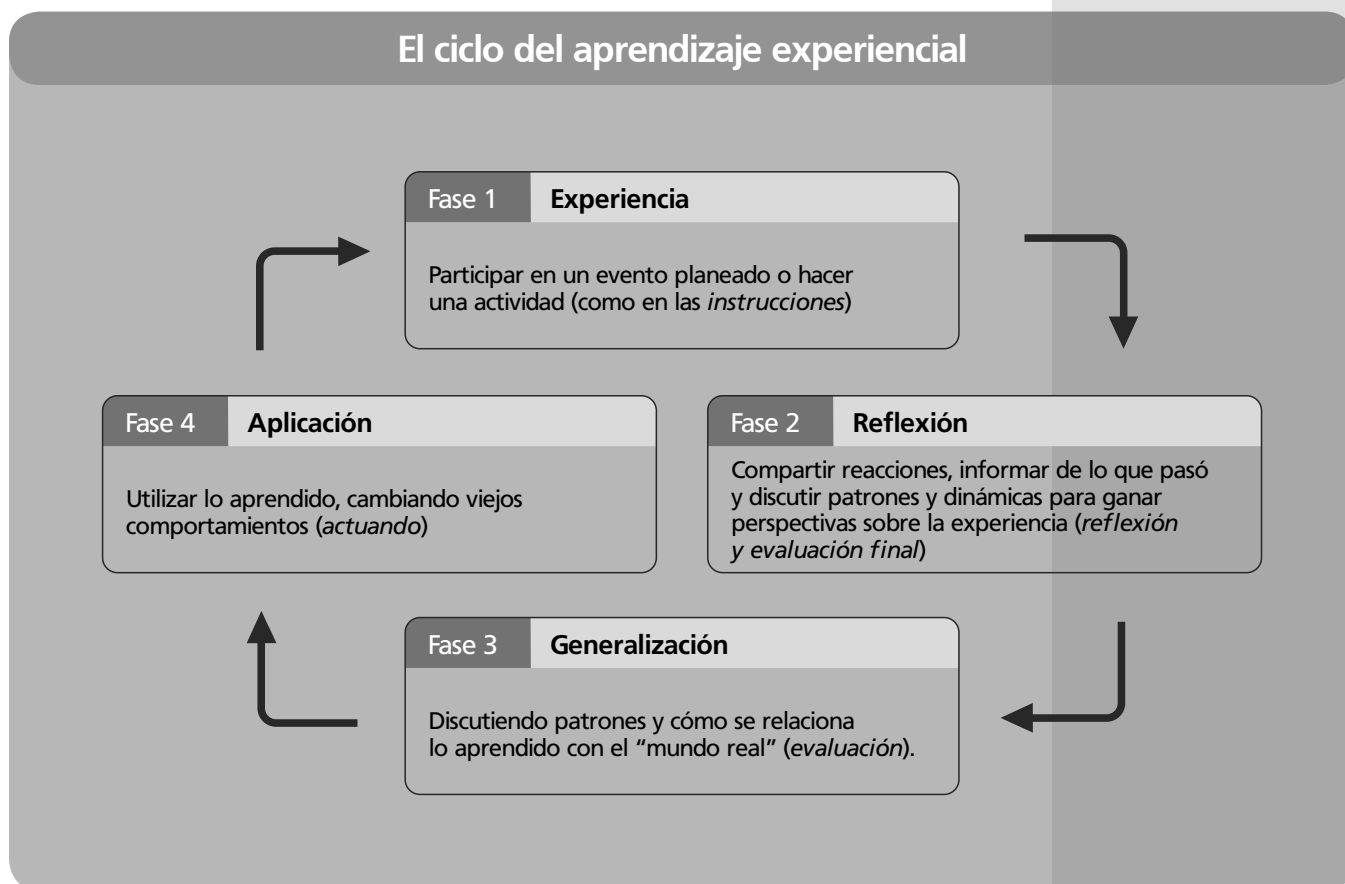 El ciclo del aprendizaje experiencial
Fase 1 Experiencia
Participar en un evento planeado o hacer
una actividad (como en las instrucciones)
Fase 2 Reflexión
Compartir reacciones, informar de lo que pasó
y discutir patrones y dinámicas para ganar
perspectivas sobre la experiencia (reflexión
y evaluación final)
Fase 3 Generalización
Discutiendo patrones y cómo se relaciona
lo aprendido con el “mundo real” (evaluación).
Fase 4 Aplicación
Utilizar lo aprendido, cambiando viejos
comportamientos (actuando)